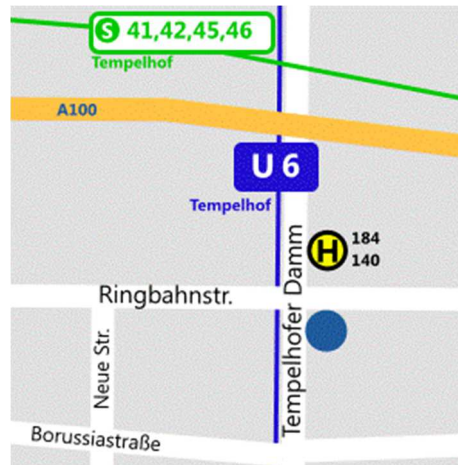 S 41,42,45,46
Tempelhof
A100
U 6
Tempelhof
H 184
140
Tempelhofer Damm
Ringbahnstr.
Neue Str.
Borussiastraße